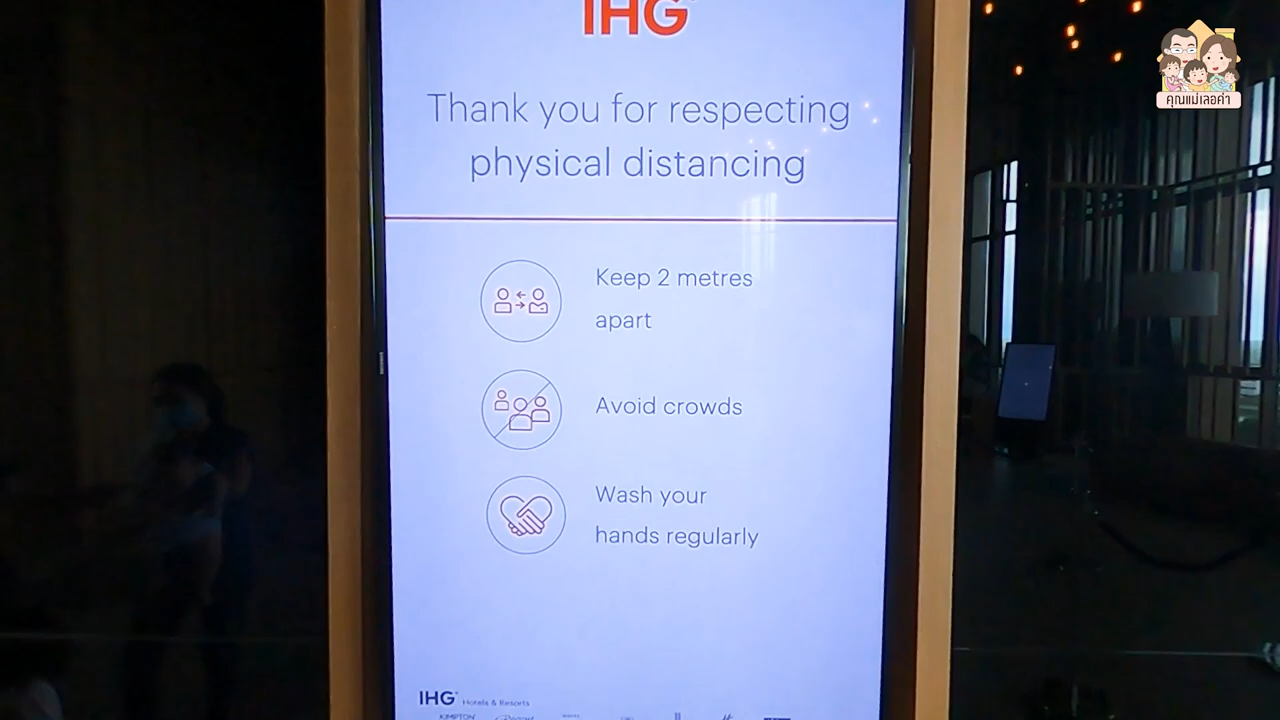 IHG
คุณแม่เลอค่า
Thank you for respecting
physical distancing
Keep 2 metres
apart
Avoid crowds
Wash your
hands regularly
IHG Hotels & Resorts
KIMPTON